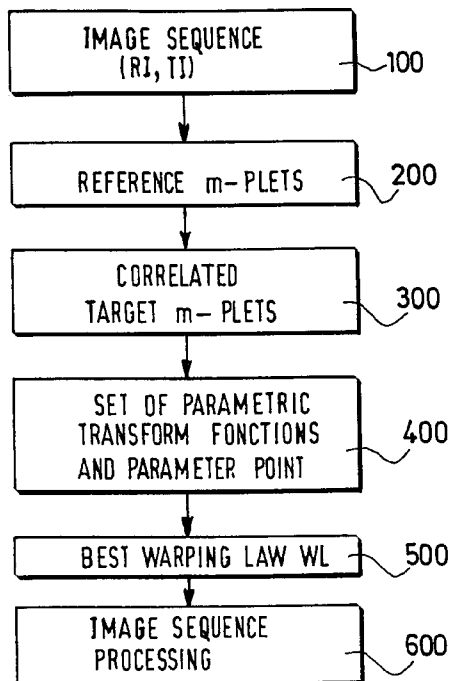 IMAGE SEQUENCE
(RI, TI)
100
REFERENCE m-PLETS
200
CORRELATED
TARGET m-PLETS
300
SET OF PARAMETRIC
TRANSFORM FONCTIONS
AND PARAMETER POINT
400
BEST WARPING LAW WL
500
IMAGE SEQUENCE
PROCESSING
600